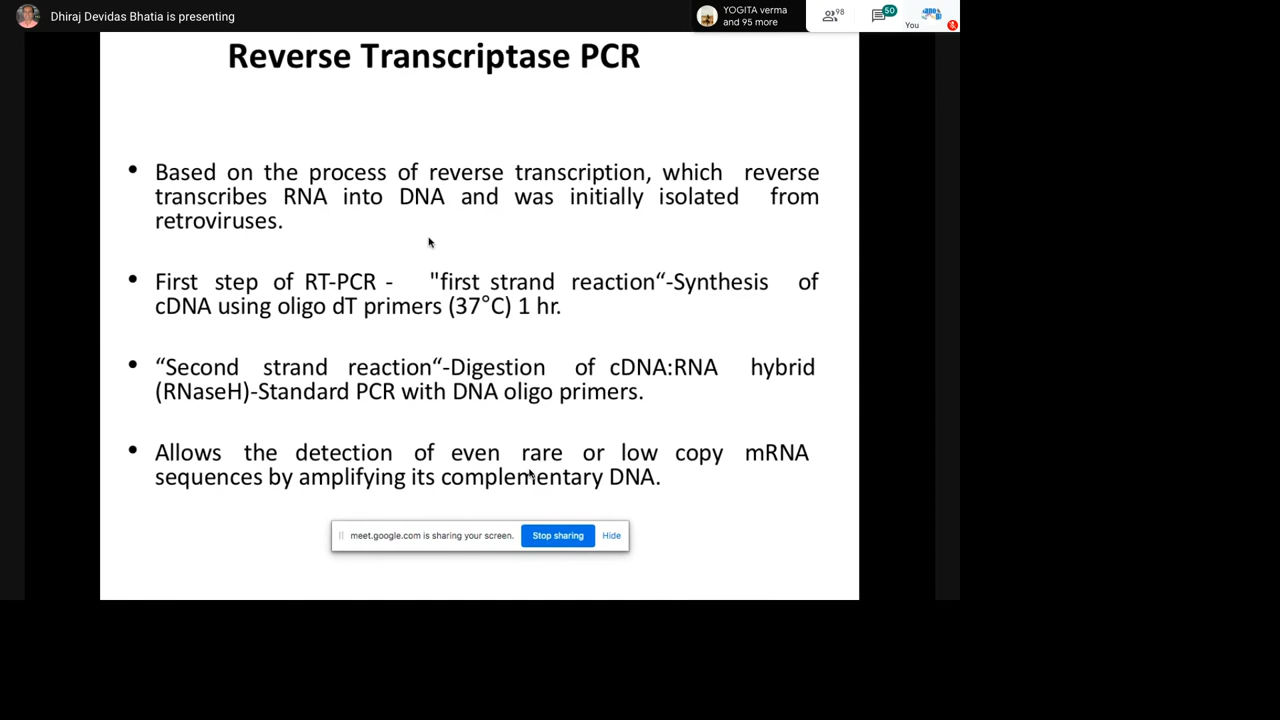 Dhiraj Devidas Bhatia is presenting
YOGITA verma
and 95 more
98
50
You
Reverse Transcriptase PCR
• Based on the process of reverse transcription, which reverse
transcribes RNA into DNA and was initially isolated from
retroviruses.
• First step of RT-PCR - "first strand reaction“-Synthesis of
cDNA using oligo dT primers (37°C) 1 hr.
• “Second strand reaction“-Digestion of cDNA:RNA hybrid
(RNaseH)-Standard PCR with DNA oligo primers.
• Allows the detection of even rare or low copy mRNA
sequences by amplifying its complementary DNA.
meet.google.com is sharing your screen. Stop sharing Hide